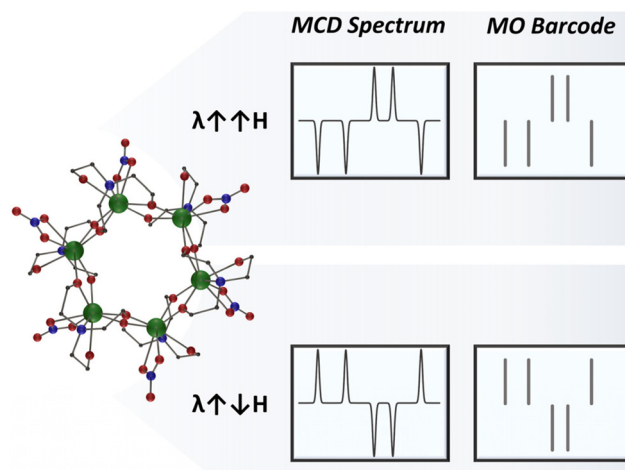 MCD Spectrum MO Barcode
λ↑↑H
λ↑↓H